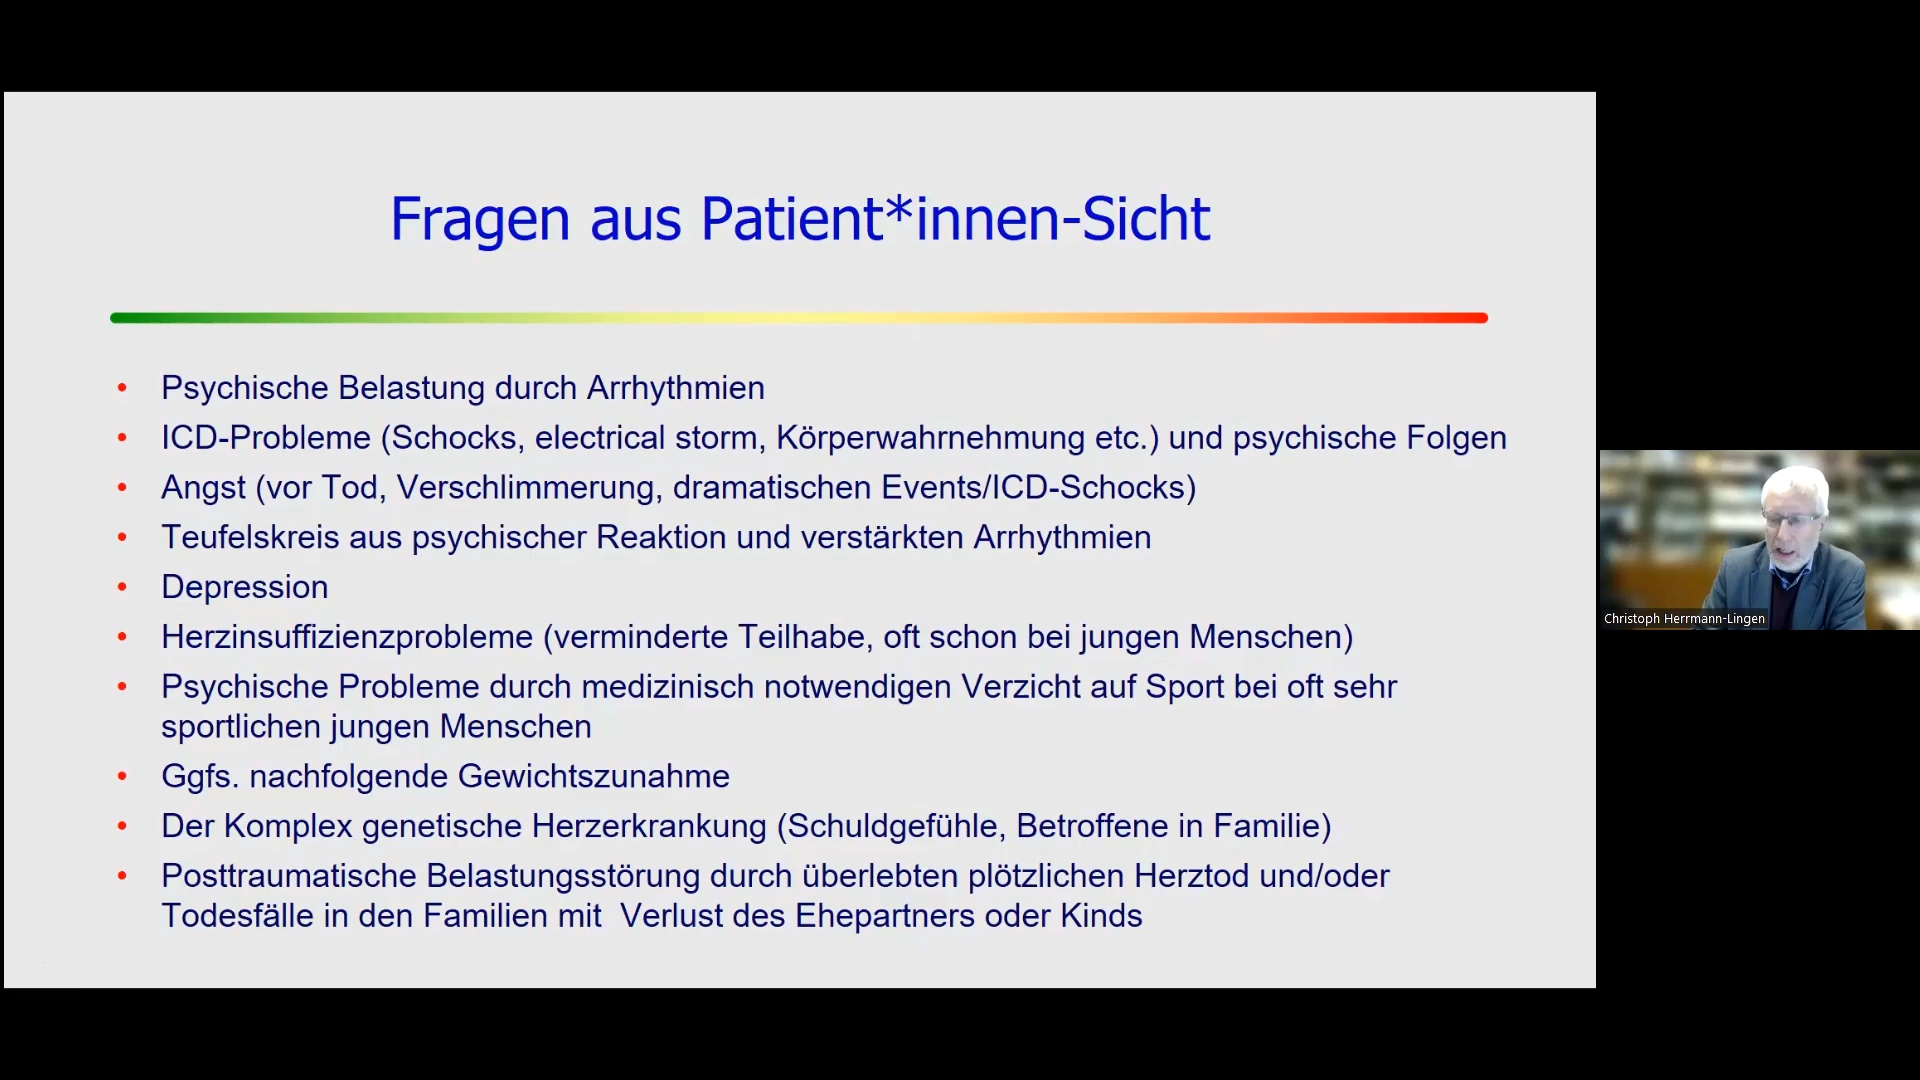 Fragen aus Patient*innen-Sicht
• Psychische Belastung durch Arrhythmien
• ICD-Probleme (Schocks, electrical storm, Körperwahrnehmung etc.) und psychische Folgen
• Angst (vor Tod, Verschlimmerung, dramatischen Events/ICD-Schocks)
• Teufelskreis aus psychischer Reaktion und verstärkten Arrhythmien
• Depression
• Herzinsuffizienzprobleme (verminderte Teilhabe, oft schon bei jungen Menschen)
• Psychische Probleme durch medizinisch notwendigen Verzicht auf Sport bei oft sehr
sportlichen jungen Menschen
• Ggfs. nachfolgende Gewichtszunahme
• Der Komplex genetische Herzerkrankung (Schuldgefühle, Betroffene in Familie)
• Posttraumatische Belastungsstörung durch überlebten plötzlichen Herztod und/oder
Todesfälle in den Familien mit  Verlust des Ehepartners oder Kinds
Christoph Herrmann-Lingen